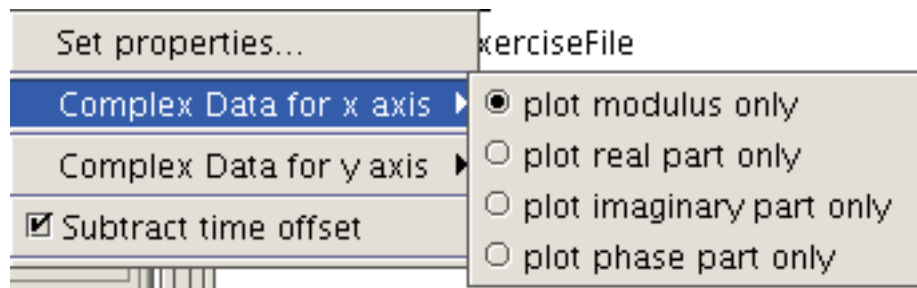 Set properties...
xerciseFile
Complex Data for x axis
plot modulus only
plot real part only
Complex Data for y axis
plot imaginary part only
Subtract time offset
plot phase part only